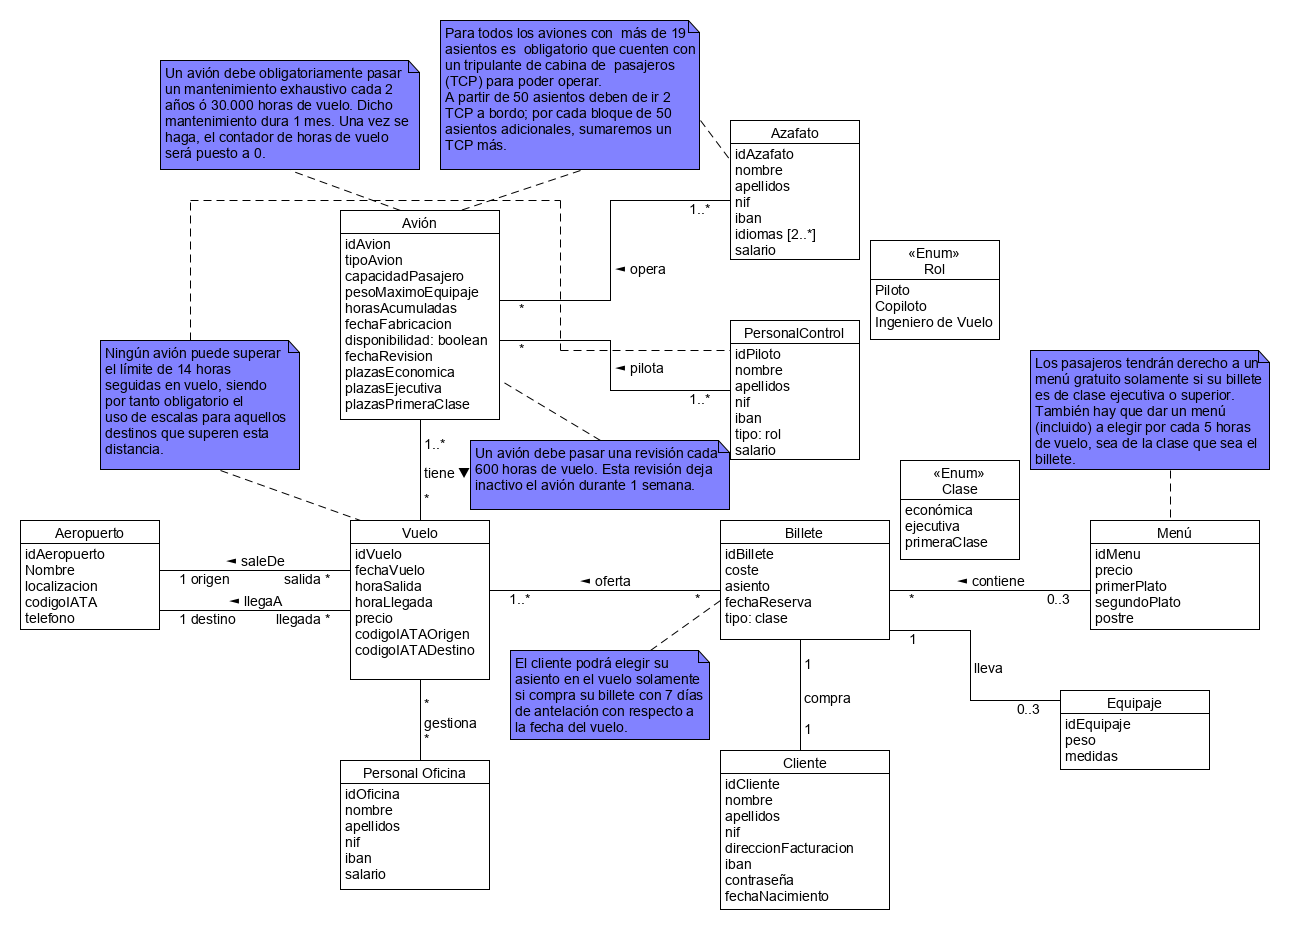 Para todos los aviones con  más de 19
asientos es  obligatorio que cuenten con
un tripulante de cabina de  pasajeros
(TCP) para poder operar.
A partir de 50 asientos deben de ir 2
TCP a bordo; por cada bloque de 50
asientos adicionales, sumaremos un
TCP más.
Un avión debe obligatoriamente pasar
un mantenimiento exhaustivo cada 2
años ó 30.000 horas de vuelo. Dicho
mantenimiento dura 1 mes. Una vez se
haga, el contador de horas de vuelo
será puesto a 0.
Azafato
idAzafato
nombre
apellidos
nif
iban
idiomas [2..*]
salario
1..*
◄ opera
*
Avión
idAvion
tipoAvion
capacidadPasajero
pesoMaximoEquipaje
horasAcumuladas
fechaFabricacion
disponibilidad: boolean
fechaRevision
plazasEconomica
plazasEjecutiva
plazasPrimeraClase
«Enum»
Rol
Piloto
Copiloto
Ingeniero de Vuelo
PersonalControl
idPiloto
nombre
apellidos
nif
iban
tipo: rol
salario
*
◄ pilota
1..*
Ningún avión puede superar
el límite de 14 horas
seguidas en vuelo, siendo
por tanto obligatorio el
uso de escalas para aquellos
destinos que superen esta
distancia.
Los pasajeros tendrán derecho a un
menú gratuito solamente si su billete
es de clase ejecutiva o superior.
También hay que dar un menú
(incluido) a elegir por cada 5 horas
de vuelo, sea de la clase que sea el
billete.
1..*
tiene ▼
*
Un avión debe pasar una revisión cada
600 horas de vuelo. Esta revisión deja
inactivo el avión durante 1 semana.
«Enum»
Clase
económica
ejecutiva
primeraClase
Aeropuerto
idAeropuerto
Nombre
localizacion
codigoIATA
telefono
◄ saleDe
1 origen
salida *
◄ llegaA
1 destino
llegada *
Vuelo
idVuelo
fechaVuelo
horaSalida
horaLlegada
precio
codigoIATAOrigen
codigoIATADestino
◄ oferta
1..*
*
Billete
idBillete
coste
asiento
fechaReserva
tipo: clase
◄ contiene
*
0..3
Menú
idMenu
precio
primerPlato
segundoPlato
postre
1
lleva
0..3
Equipaje
idEquipaje
peso
medidas
El cliente podrá elegir su
asiento en el vuelo solamente
si compra su billete con 7 días
de antelación con respecto a
la fecha del vuelo.
1
compra
1
*
gestiona
*
Personal Oficina
idOficina
nombre
apellidos
nif
iban
salario
Cliente
idCliente
nombre
apellidos
nif
direccionFacturacion
iban
contraseña
fechaNacimiento